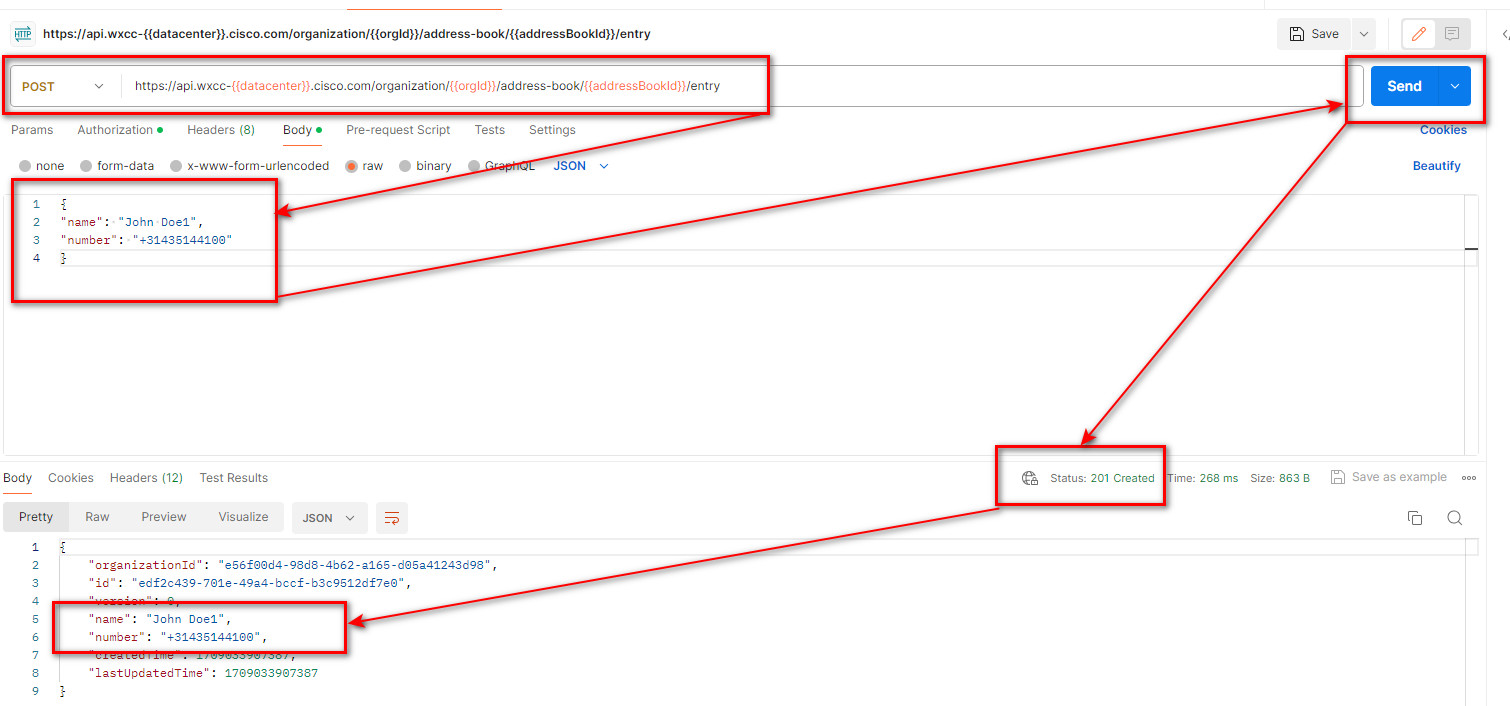 HTTP https://api.wxcc-{{datacenter}}.cisco.com/organization/{{orgId}}/address-book/{{addressBookId}}/entry Save
POST https://api.wxcc-{{datacenter}}.cisco.com/organization/{{orgId}}/address-book/{{addressBookId}}/entry Send
Params Authorization Headers (8) Body Pre-request Script Tests Settings Cookies
none form-data x-www-form-urlencoded raw binary GraphQL JSON Beautify
1 {
2 "name": "John Doe1",
3 "number": "+31435144100"
4 }
Body Cookies Headers (12) Test Results Status: 201 Created Time: 268 ms Size: 863 B Save as example
Pretty Raw Preview Visualize JSON
1 {
2 "organizationId": "e56f00d4-98d8-4b62-a165-d05a41243d98",
3 "id": "edf2c439-701e-49a4-bccf-b3c9512df7e0",
4 "version": 0,
5 "name": "John Doe1",
6 "number": "+31435144100",
7 "createdTime": 1709033907387,
8 "lastUpdatedTime": 1709033907387
9 }